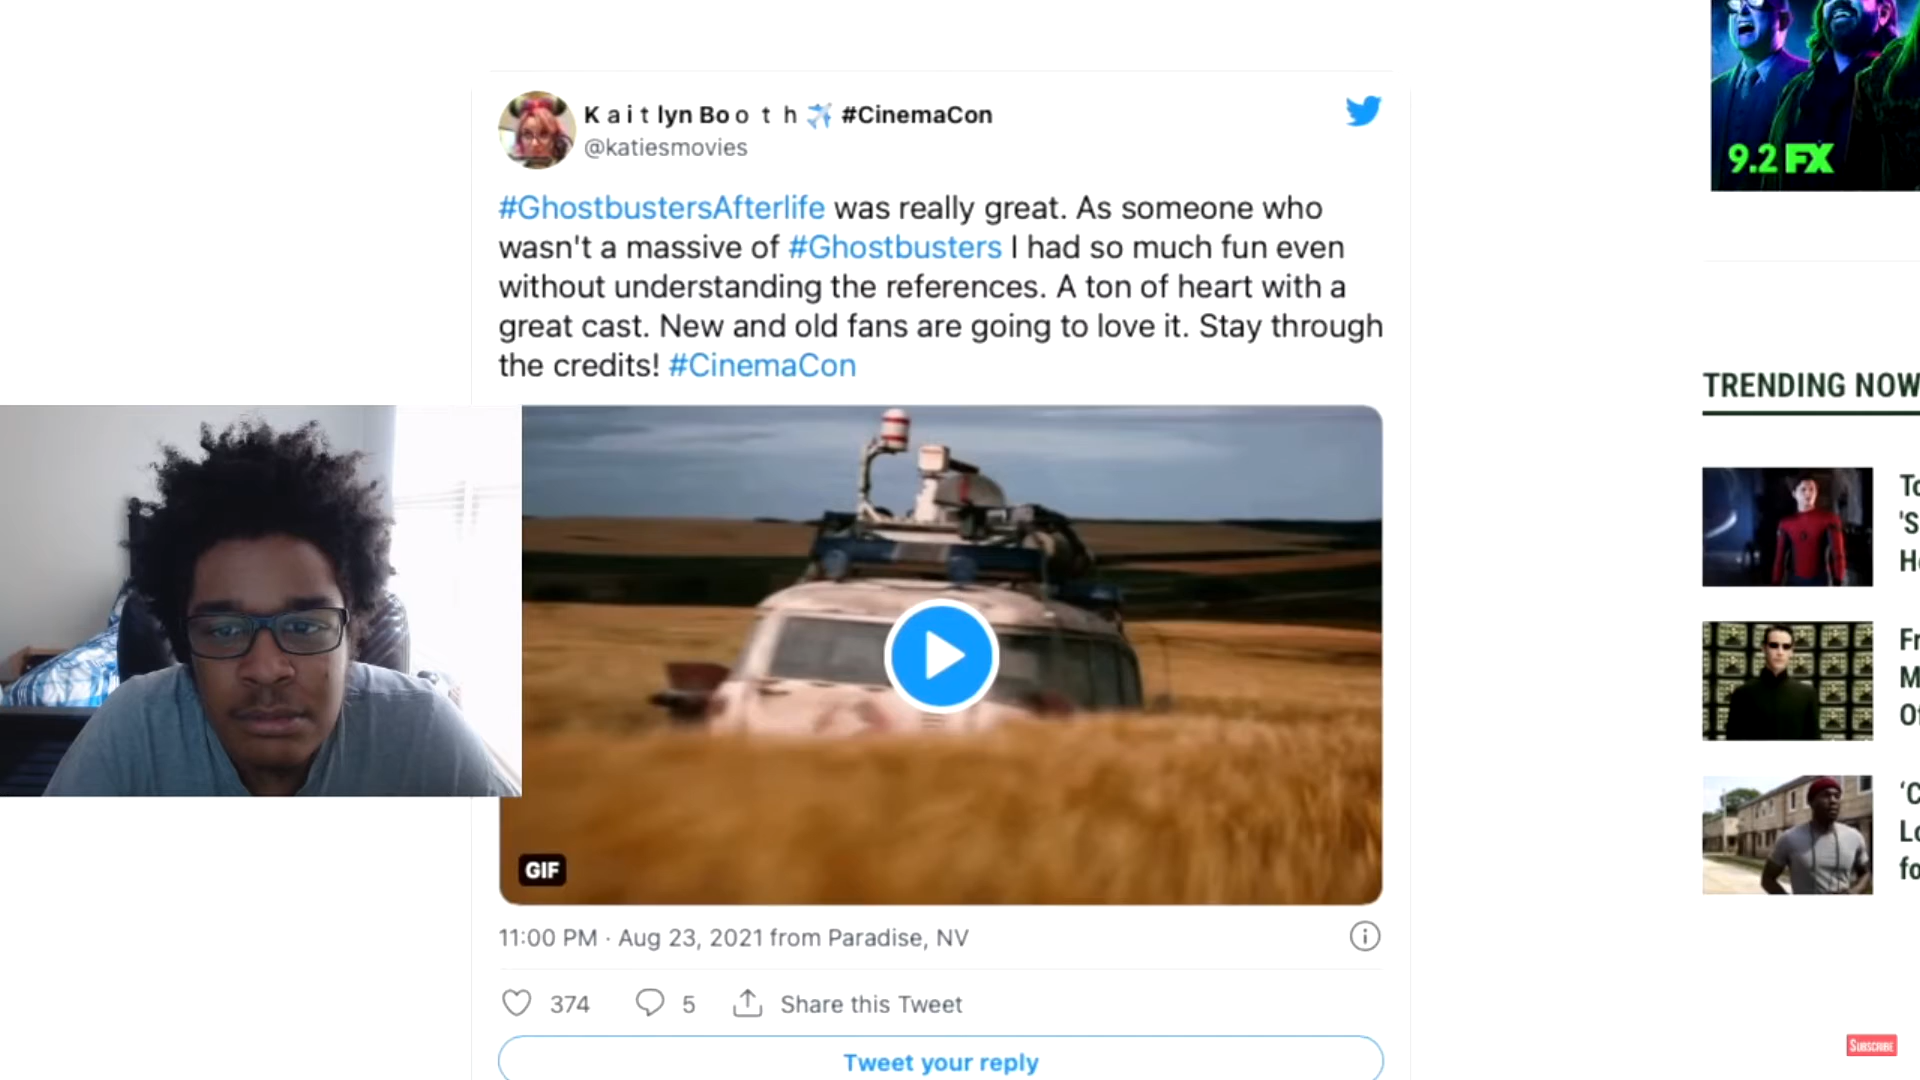 K a i t lyn Bo o t h ✈️ #CinemaCon
@katiesmovies
#GhostbustersAfterlife was really great. As someone who
wasn't a massive of #Ghostbusters I had so much fun even
without understanding the references. A ton of heart with a
great cast. New and old fans are going to love it. Stay through
the credits! #CinemaCon
GIF
11:00 PM · Aug 23, 2021 from Paradise, NV
374
5
Share this Tweet
Tweet your reply
9.2 FX
TRENDING NOW
'S
SUBSCRIBE